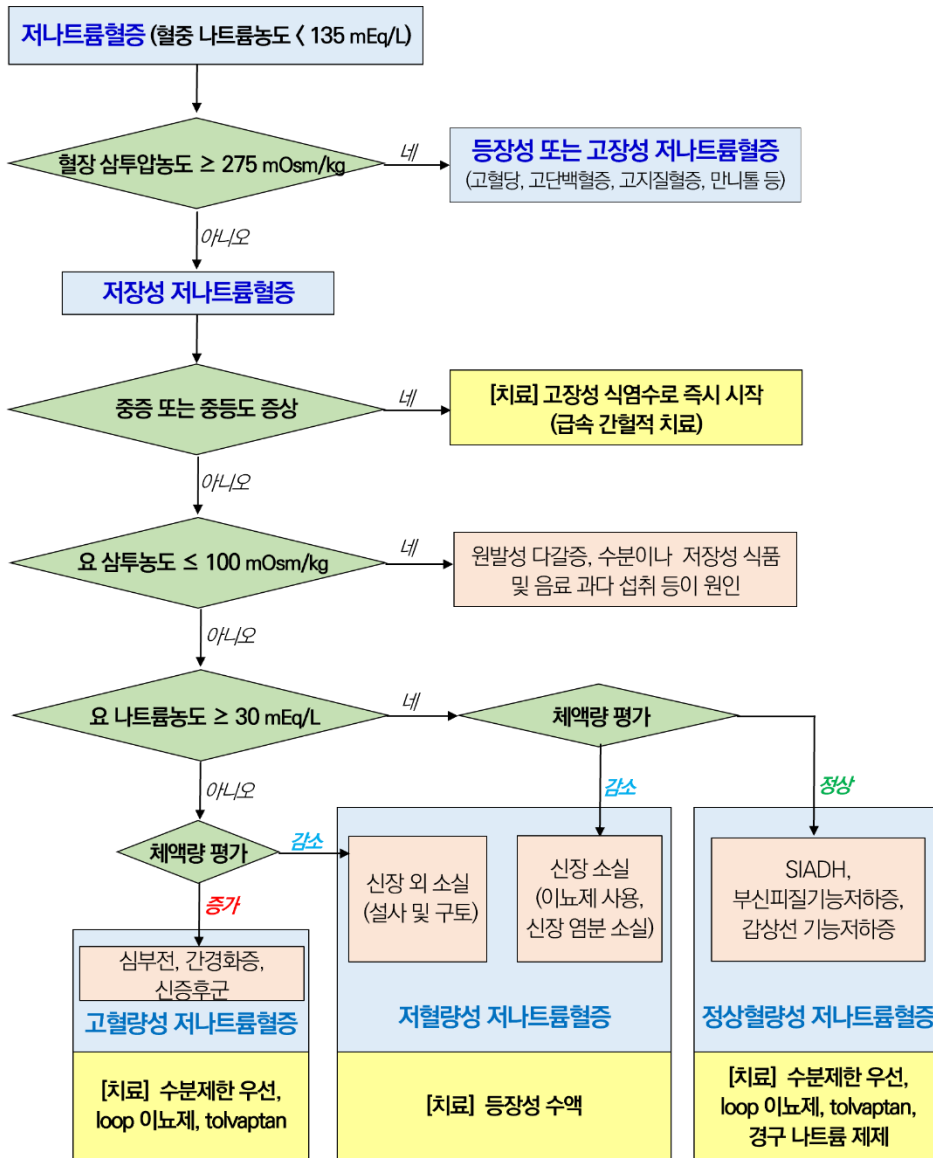 저나트륨혈증 (혈중 나트륨농도 < 135 mEq/L)
혈장 삼투압농도 ≥ 275 mOsm/kg
네
등장성 또는 고장성 저나트륨혈증
(고혈당, 고단백혈증, 고지질혈증, 만니톨 등)
아니오
저장성 저나트륨혈증
중증 또는 중등도 증상
네
[치료] 고장성 식염수로 즉시 시작
(급속 간헐적 치료)
아니오
요 삼투농도 ≤ 100 mOsm/kg
네
원발성 다갈증, 수분이나 저장성 식품
및 음료 과다 섭취 등이 원인
아니오
요 나트륨농도 ≥ 30 mEq/L
네
체액량 평가
아니오
감소
정상
체액량 평가
감소
증가
신장 외 소실
(설사 및 구토)
신장 소실
(이뇨제 사용,
신장 염분 소실)
SIADH,
부신피질기능저하증,
갑상선 기능저하증
심부전, 간경화증,
신증후군
고혈량성 저나트륨혈증
저혈량성 저나트륨혈증
정상혈량성 저나트륨혈증
[치료] 수분제한 우선,
loop 이뇨제, tolvaptan
[치료] 등장성 수액
[치료] 수분제한 우선,
loop 이뇨제, tolvaptan,
경구 나트륨 제제